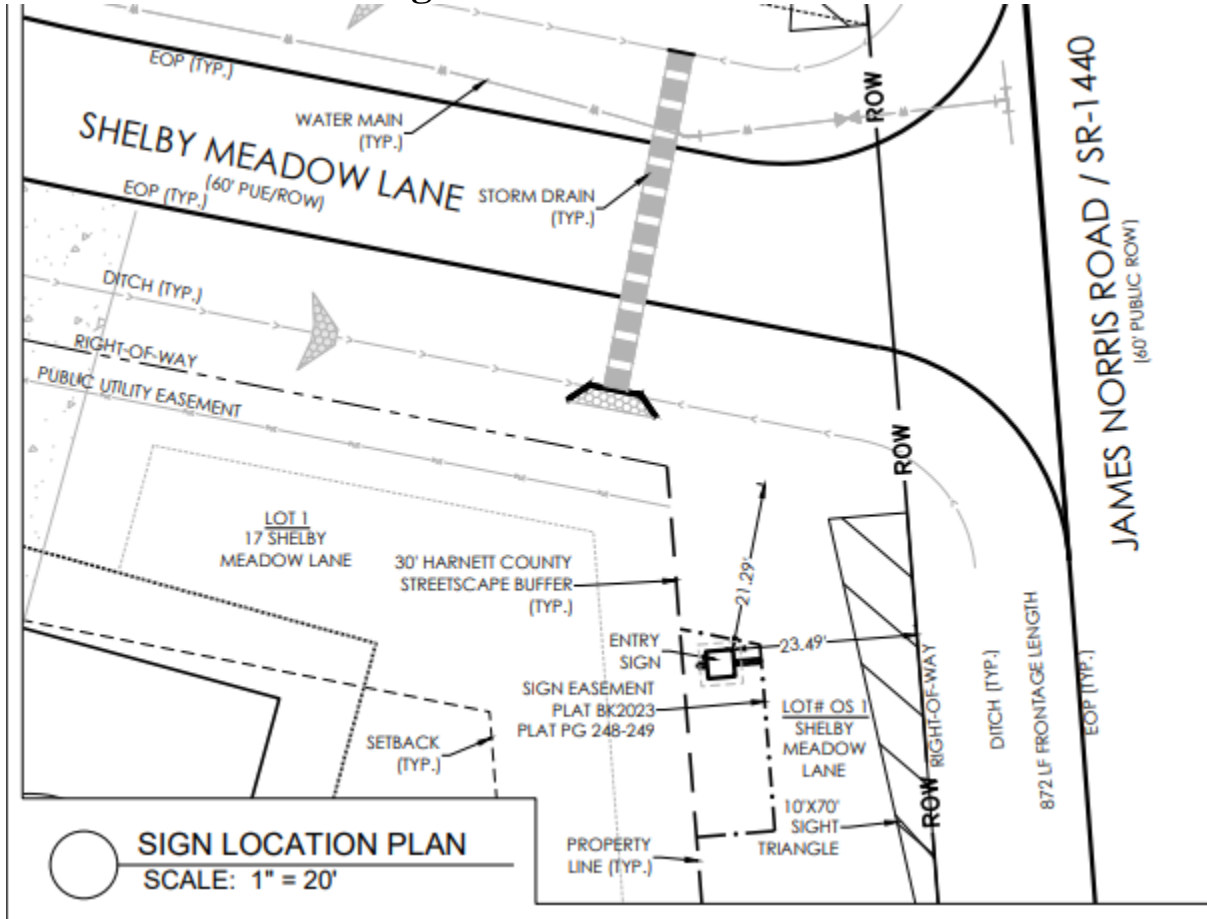 EOP (TYP.)
WATER MAIN
(TYP.)
SHELBY MEADOW LANE
(60' PUE/ROW)
EOP (TYP.)
STORM DRAIN
(TYP.)
ROW
JAMES NORRIS ROAD / SR-1440
(60' PUBLIC ROW)
DITCH (TYP.)
RIGHT-OF-WAY
PUBLIC UTILITY EASEMENT
ROW
LOT 1
17 SHELBY
MEADOW LANE
30' HARNETT COUNTY
STREETSCAPE BUFFER
(TYP.)
21.29'
ENTRY
SIGN
23.49'
SIGN EASEMENT
PLAT BK2023
PLAT PG 248-249
LOT# OS 1
SHELBY
MEADOW
LANE
RIGHT-OF-WAY
DITCH (TYP.)
872 LF FRONTAGE LENGTH
EOP (TYP.)
SETBACK
(TYP.)
ROW
10'X70'
SIGHT
TRIANGLE
PROPERTY
LINE (TYP.)
SIGN LOCATION PLAN
SCALE: 1" = 20'